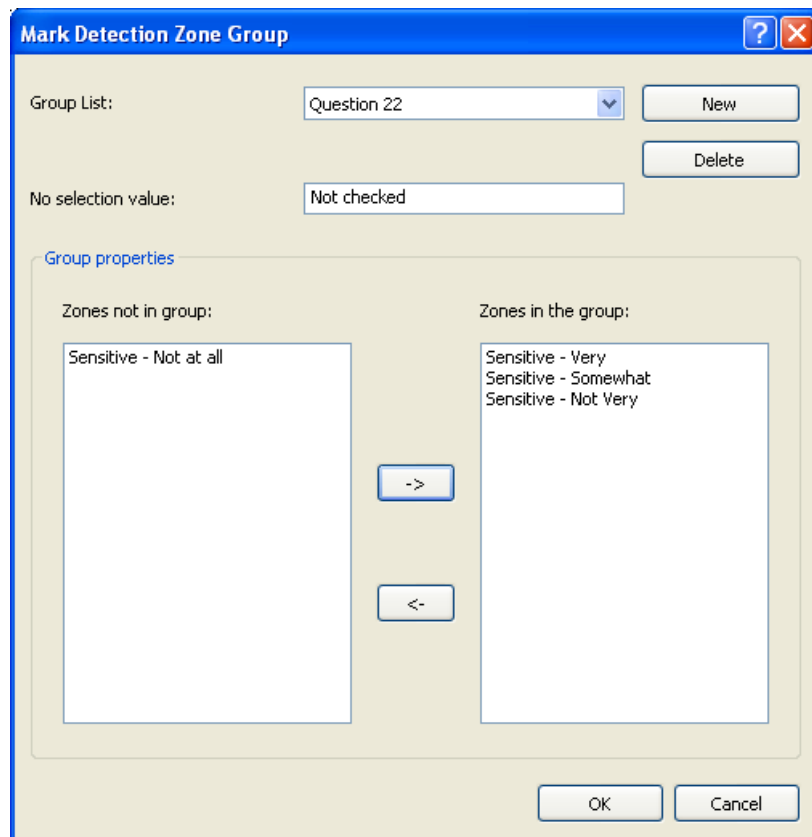 Mark Detection Zone Group
Group List:
Question 22
New
Delete
No selection value:
Not checked
Group properties
Zones not in group:
Zones in the group:
Sensitive - Not at all
Sensitive - Very
Sensitive - Somewhat
Sensitive - Not Very
->
<-
OK
Cancel